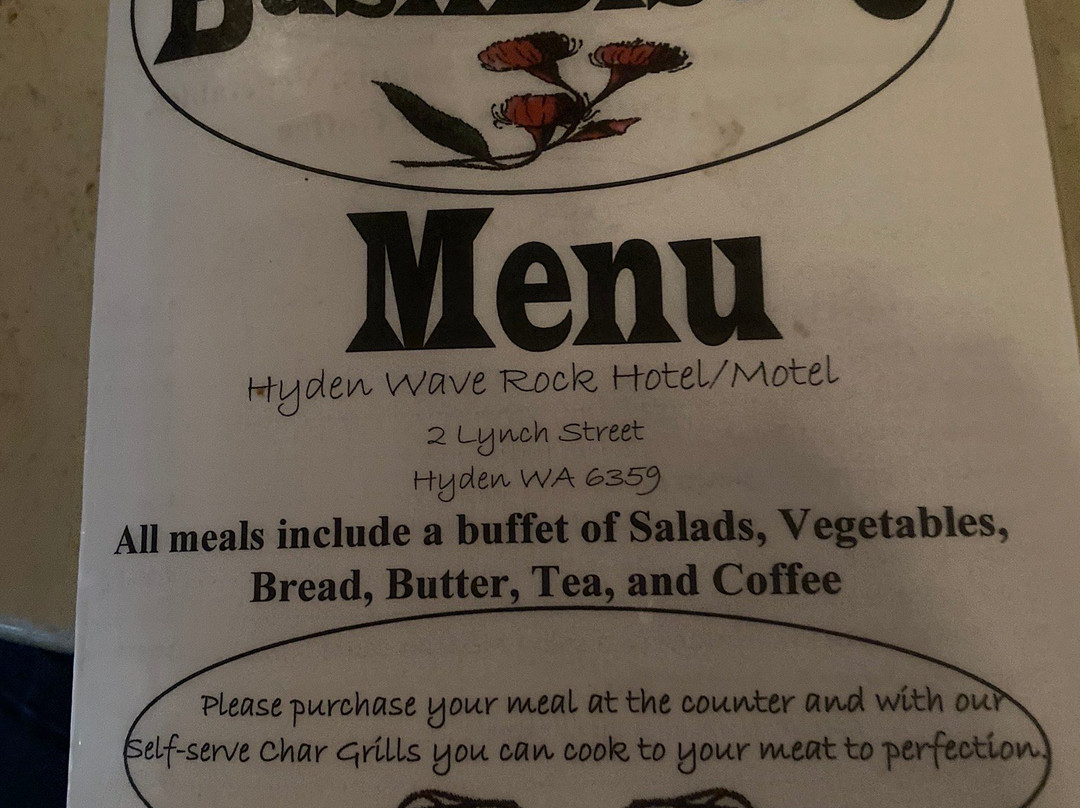 Menu
Hyden Wave Rock Hotel/Motel
2 Lynch Street
Hyden WA 6359
All meals include a buffet of Salads, Vegetables,
Bread, Butter, Tea, and Coffee
Please purchase your meal at the counter and with our
Self-serve Char Grills you can cook to your meat to perfection.